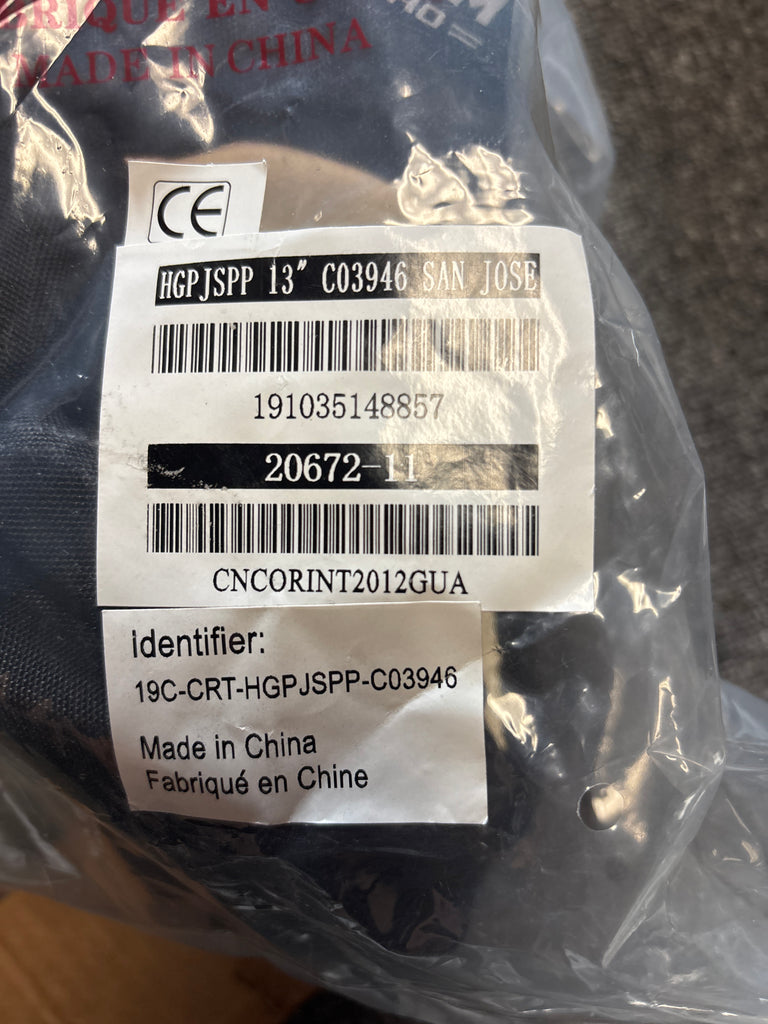 MADE IN CHINA
CE
HGPJSPP 13" C03946 SAN JOSE
191035148857
20672-11
CNCORINT2012GUA
Identifier:
19C-CRT-HGPJSPP-C03946
Made in China
Fabriqué en Chine